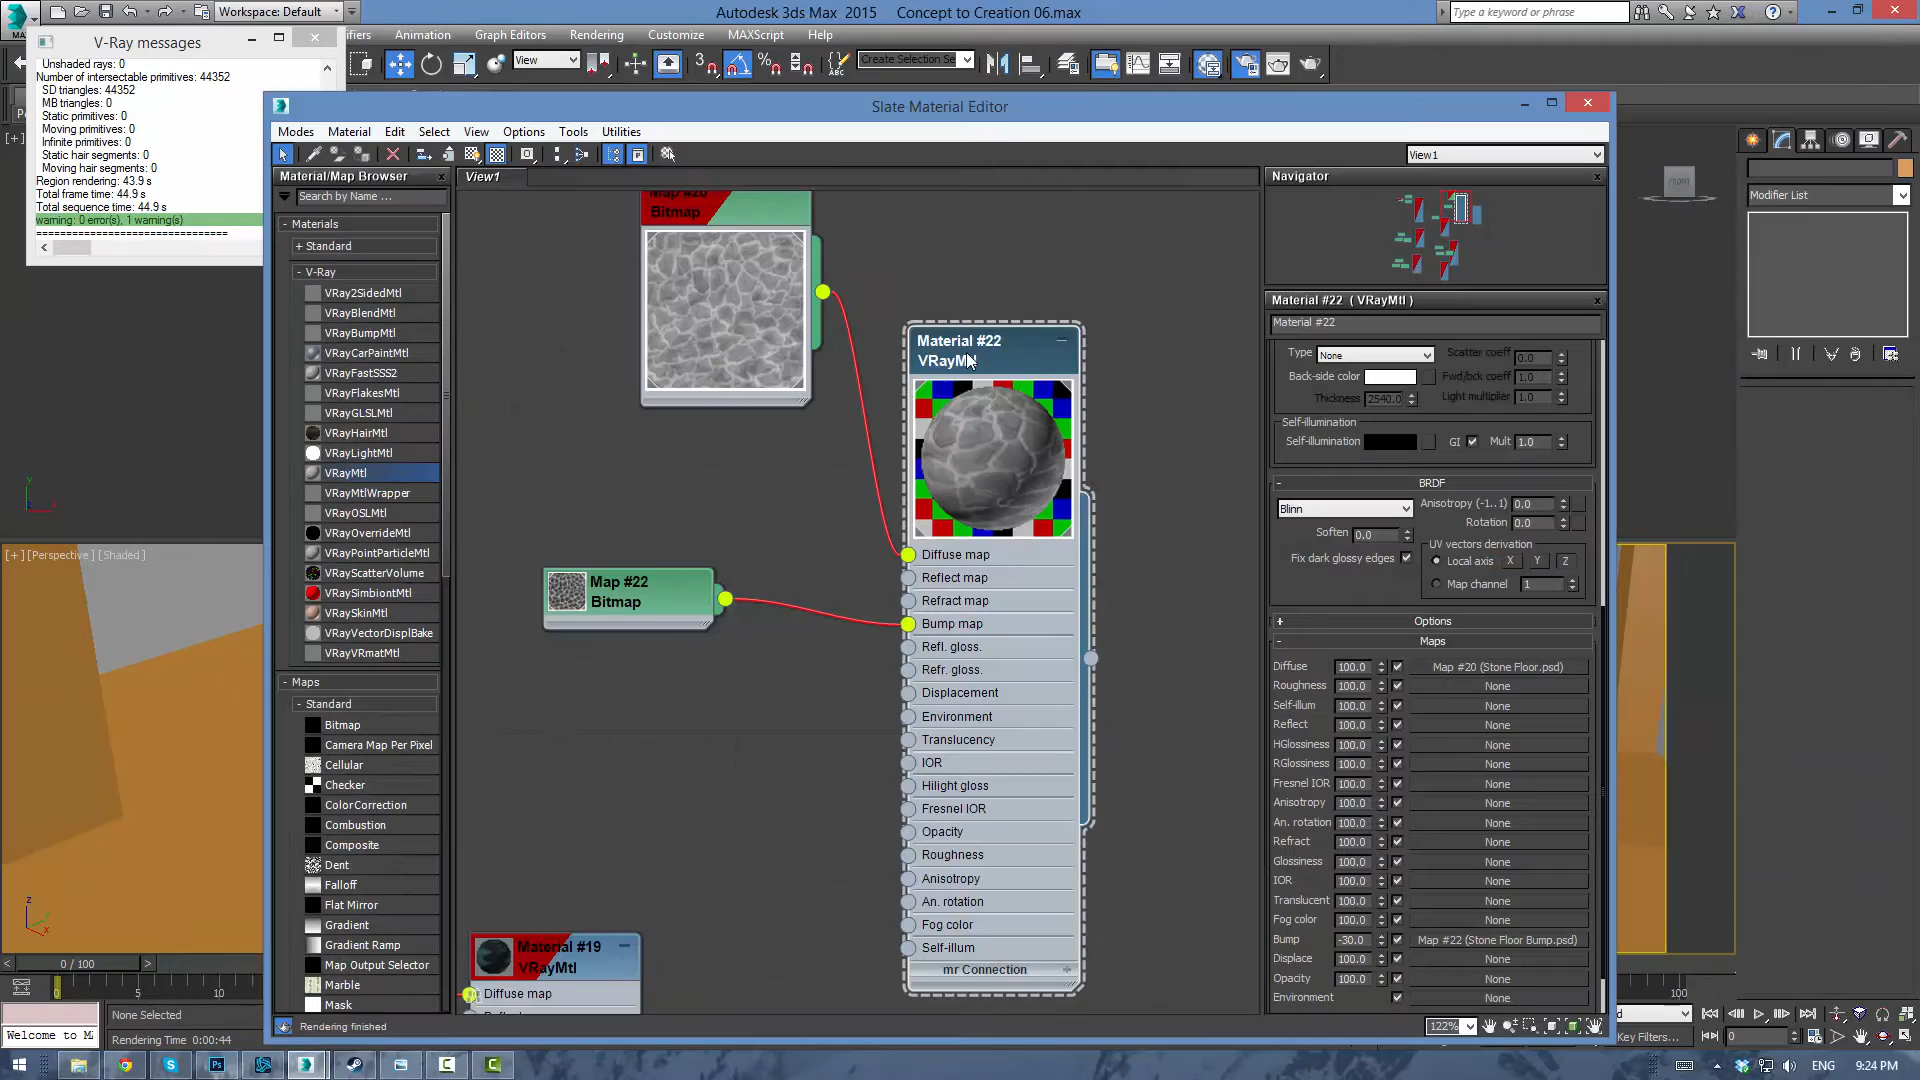 Workspace: Default
Autodesk 3ds Max 2015 Concept to Creation 06.max
Type a keyword or phrase
V-Ray messages
Animation Graph Editors Rendering Customize MAXScript Help
View
Create Selection Se
Unshaded rays: 0
Number of intersectable primitives: 44352
SD triangles: 44352
MB triangles: 0
Static primitives: 0
Moving primitives: 0
Infinite primitives: 0
Static hair segments: 0
Moving hair segments: 0
Region rendering: 43.9 s
Total frame time: 44.9 s
Total sequence time: 44.9 s
warning: 0 error(s), 1 warning(s)
==============================
Slate Material Editor
Modes Material Edit Select View Options Tools Utilities
View1
Material/Map Browser
Search by Name ...
- Materials
+ Standard
- V-Ray
VRay2SidedMtl
VRayBlendMtl
VRayBumpMtl
VRayCarPaintMtl
VRayFastSSS2
VRayFlakesMtl
VRayGLSLMtl
VRayHairMtl
VRayLightMtl
VRayMtl
VRayMtlWrapper
VRayOSLMtl
VRayOverrideMtl
VRayPointParticleMtl
VRayScatterVolume
VRaySimbiontMtl
VRaySkinMtl
VRayVectorDisplBake
VRayVRmatMtl
- Maps
- Standard
Bitmap
Camera Map Per Pixel
Cellular
Checker
ColorCorrection
Combustion
Composite
Dent
Falloff
Flat Mirror
Gradient
Gradient Ramp
Map Output Selector
Marble
Mask
View1
Map #20
Bitmap
Material #22
VRayMtl
Map #22
Bitmap
Diffuse map
Reflect map
Refract map
Bump map
Refl. gloss.
Refr. gloss.
Displacement
Environment
Translucency
IOR
Hilight gloss
Fresnel IOR
Opacity
Roughness
Anisotropy
An. rotation
Fog color
Self-illum
mr Connection
Material #19
VRayMtl
Diffuse map
Navigator
Material #22 ( VRayMtl )
Material #22
Type None Scatter coeff 0.0
Back-side color Fwd/bck coeff 1.0
Thickness 2540.0 Light multiplier 1.0
Self-illumination
Self-illumination GI Mult 1.0
- BRDF
Blinn Anisotropy (-1..1) 0.0
Rotation 0.0
Soften 0.0 UV vectors derivation
Fix dark glossy edges Local axis X Y Z
Map channel 1
+ Options
- Maps
Diffuse 100.0 Map #20 (Stone Floor.psd)
Roughness 100.0 None
Self-illum 100.0 None
Reflect 100.0 None
HGlossiness 100.0 None
RGlossiness 100.0 None
Fresnel IOR 100.0 None
Anisotropy 100.0 None
An. rotation 100.0 None
Refract 100.0 None
Glossiness 100.0 None
IOR 100.0 None
Translucent 100.0 None
Fog color 100.0 None
Bump -30.0 Map #22 (Stone Floor Bump.psd)
Displace 100.0 None
Opacity 100.0 None
Environment None
Rendering finished
122%
FRONT
Modifier List
[+] [Perspective] [Shaded]
0 / 100
0 5 10 100
None Selected
Welcome to M
Rendering Time 0:00:44
Key Filters...
0
ENG 9:24 PM